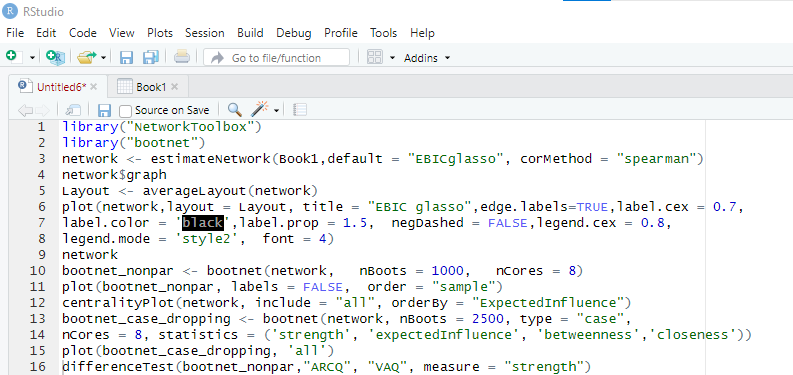 RStudio
File Edit Code View Plots Session Build Debug Profile Tools Help
Go to file/function Addins
Untitled6* Book1
Source on Save
1 library("NetworkToolbox")
2 library("bootnet")
3 network <- estimateNetwork(Book1,default = "EBICglasso", corMethod = "spearman")
4 network$graph
5 Layout <- averageLayout(network)
6 plot(network,layout = Layout, title = "EBIC glasso",edge.labels=TRUE,label.cex = 0.7,
7 label.color = 'black',label.prop = 1.5,  negDashed = FALSE,legend.cex = 0.8,
8 legend.mode = 'style2',  font = 4)
9 network
10 bootnet_nonpar <- bootnet(network,   nBoots = 1000,   nCores = 8)
11 plot(bootnet_nonpar, labels = FALSE,  order = "sample")
12 centralityPlot(network, include = "all", orderBy = "ExpectedInfluence")
13 bootnet_case_dropping <- bootnet(network, nBoots = 2500, type = "case",
14 nCores = 8, statistics = ('strength', 'expectedInfluence', 'betweenness','closeness'))
15 plot(bootnet_case_dropping, 'all')
16 differenceTest(bootnet_nonpar,"ARCQ", "VAQ", measure = "strength")